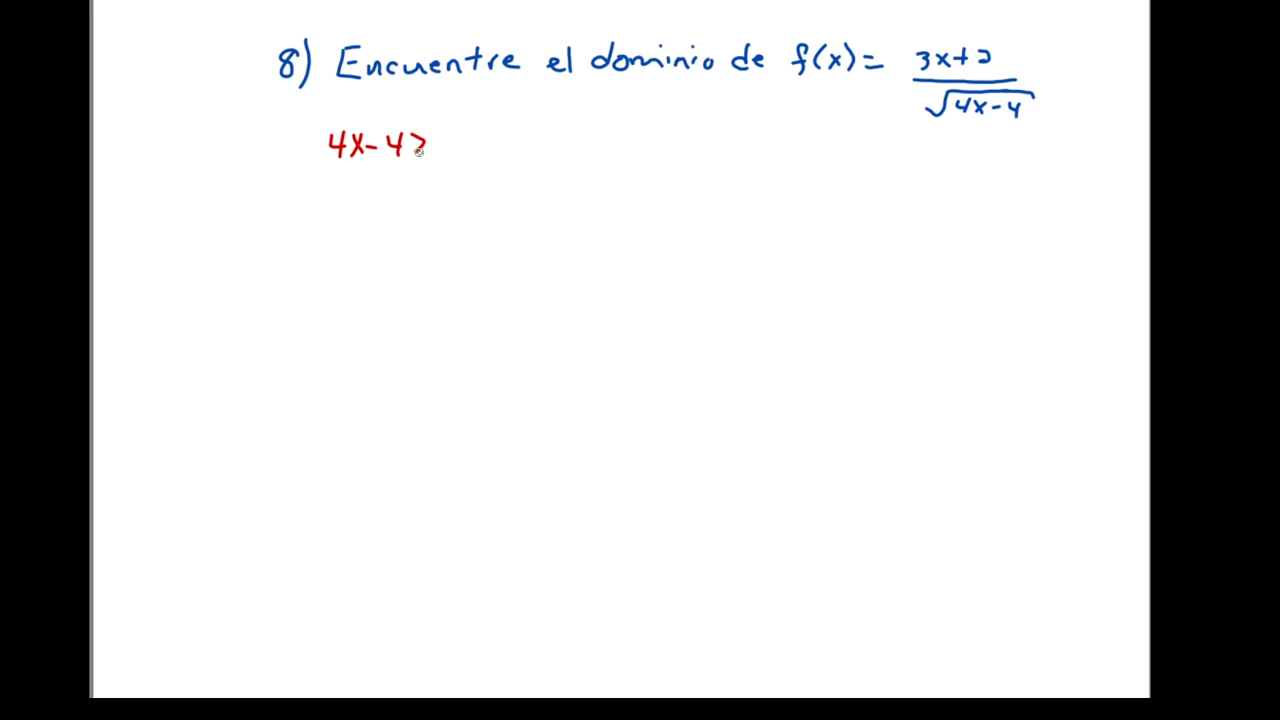 8) Encuentre el dominio de f(x) = (3x+2)/√(4x-4)
4x-4>